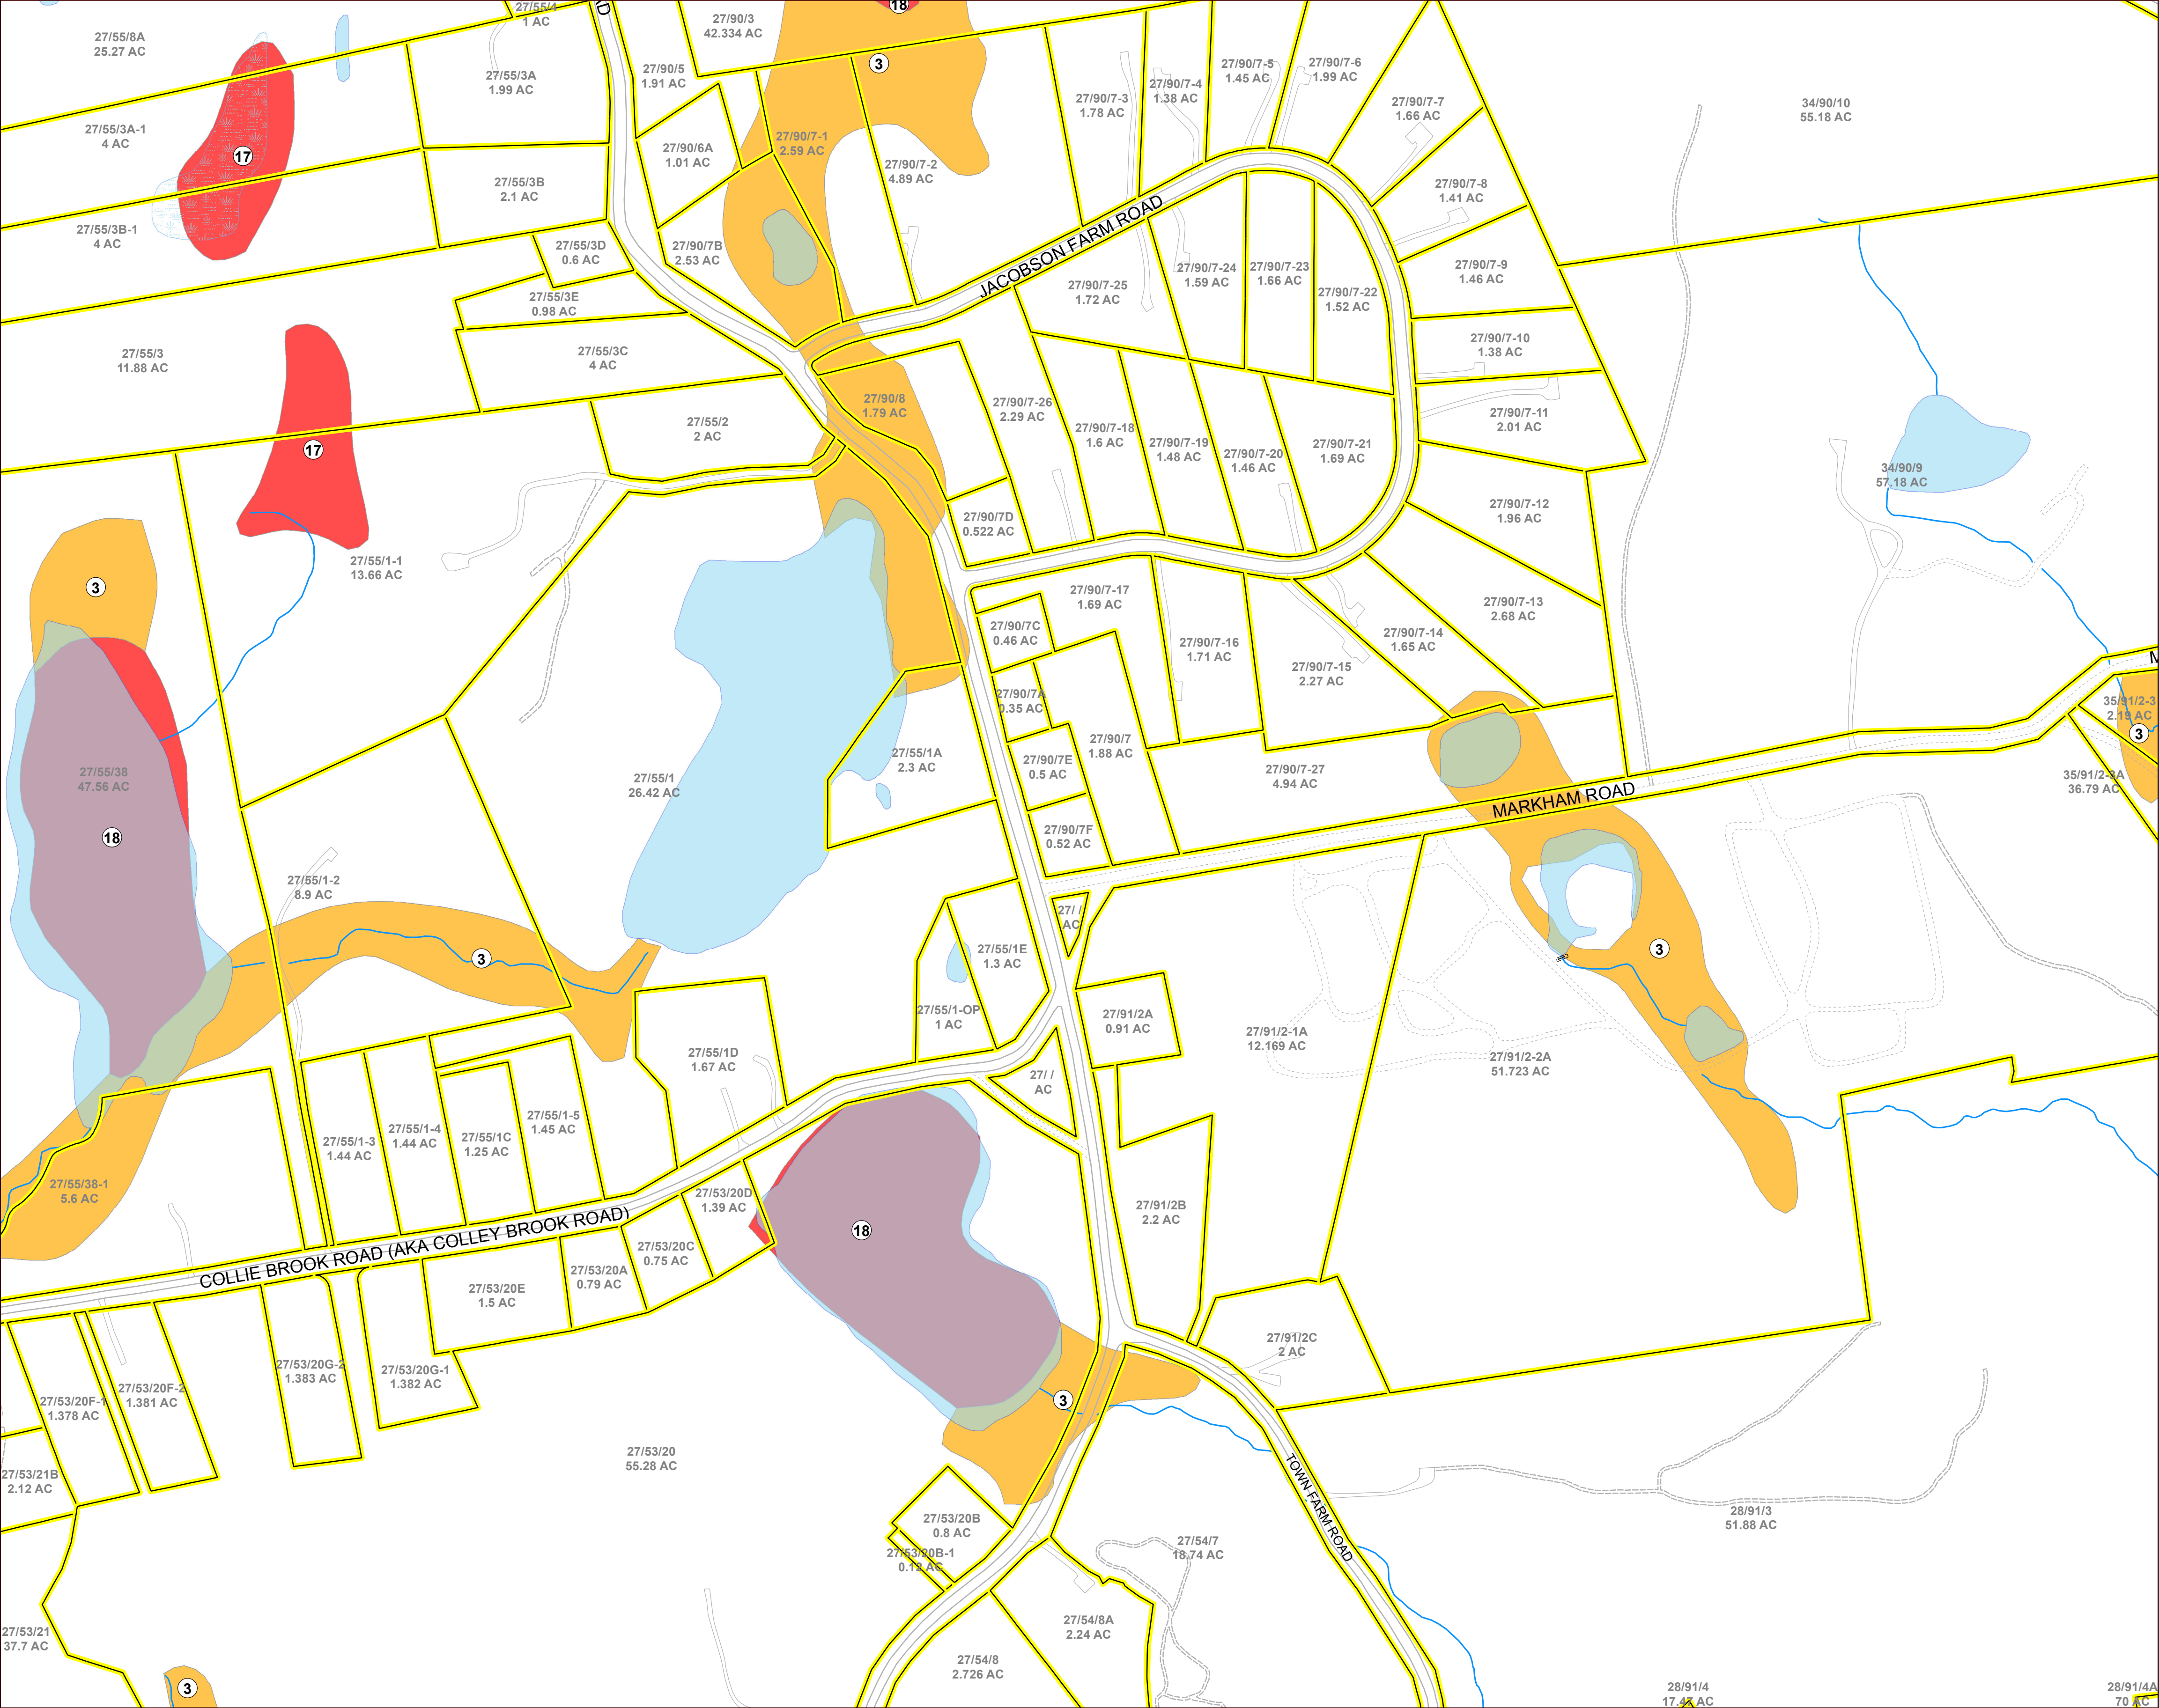 27/55/4
1 AC
27/90/3
42.334 AC
18
27/55/8A
25.27 AC
3
27/55/3A
1.99 AC
27/90/5
1.91 AC
27/90/7-3
1.78 AC
27/90/7-4
1.38 AC
27/90/7-5
1.45 AC
27/90/7-6
1.99 AC
27/90/7-7
1.66 AC
34/90/10
55.18 AC
27/55/3A-1
4 AC
17
27/90/6A
1.01 AC
27/90/7-1
2.59 AC
27/90/7-2
4.89 AC
27/55/3B
2.1 AC
27/90/7-8
1.41 AC
27/55/3B-1
4 AC
27/55/3D
0.6 AC
27/90/7B
2.53 AC
JACOBSON FARM ROAD
27/90/7-25
1.72 AC
27/90/7-24
1.59 AC
27/90/7-23
1.66 AC
27/90/7-22
1.52 AC
27/90/7-9
1.46 AC
27/55/3E
0.98 AC
27/55/3
11.88 AC
27/55/3C
4 AC
27/90/7-10
1.38 AC
27/90/8
1.79 AC
27/90/7-26
2.29 AC
27/90/7-18
1.6 AC
27/90/7-19
1.48 AC
27/90/7-20
1.46 AC
27/90/7-21
1.69 AC
27/90/7-11
2.01 AC
27/55/2
2 AC
17
34/90/9
57.18 AC
27/90/7D
0.522 AC
27/90/7-12
1.96 AC
27/55/1-1
13.66 AC
3
27/90/7-17
1.69 AC
27/90/7C
0.46 AC
27/90/7-16
1.71 AC
27/90/7-13
2.68 AC
27/90/7-14
1.65 AC
27/90/7-15
2.27 AC
27/90/7A
0.35 AC
35/91/2-3
2.19 AC
3
27/90/7
1.88 AC
27/55/1A
2.3 AC
27/90/7E
0.5 AC
27/90/7-27
4.94 AC
27/55/38
47.56 AC
27/55/1
26.42 AC
35/91/2-3A
36.79 AC
MARKHAM ROAD
18
27/90/7F
0.52 AC
27/55/1-2
8.9 AC
27/ /
AC
3
27/55/1E
1.3 AC
3
27/55/1-OP
1 AC
27/91/2A
0.91 AC
27/91/2-1A
12.169 AC
27/91/2-2A
51.723 AC
27/55/1D
1.67 AC
27/ /
AC
27/55/1-3
1.44 AC
27/55/1-4
1.44 AC
27/55/1C
1.25 AC
27/55/1-5
1.45 AC
27/55/38-1
5.6 AC
27/53/20D
1.39 AC
27/91/2B
2.2 AC
18
COLLIE BROOK ROAD (AKA COLLEY BROOK ROAD)
27/53/20C
0.75 AC
27/53/20A
0.79 AC
27/53/20E
1.5 AC
27/91/2C
2 AC
27/53/20G-2
1.383 AC
27/53/20G-1
1.382 AC
27/53/20F-2
1.381 AC
27/53/20F-1
1.378 AC
3
27/53/20
55.28 AC
27/53/21B
2.12 AC
TOWN FARM ROAD
28/91/3
51.88 AC
27/53/20B
0.8 AC
27/53/20B-1
0.12 AC
27/54/7
18.74 AC
27/54/8A
2.24 AC
27/53/21
37.7 AC
27/54/8
2.726 AC
3
28/91/4
17.47 AC
28/91/4A
70 AC